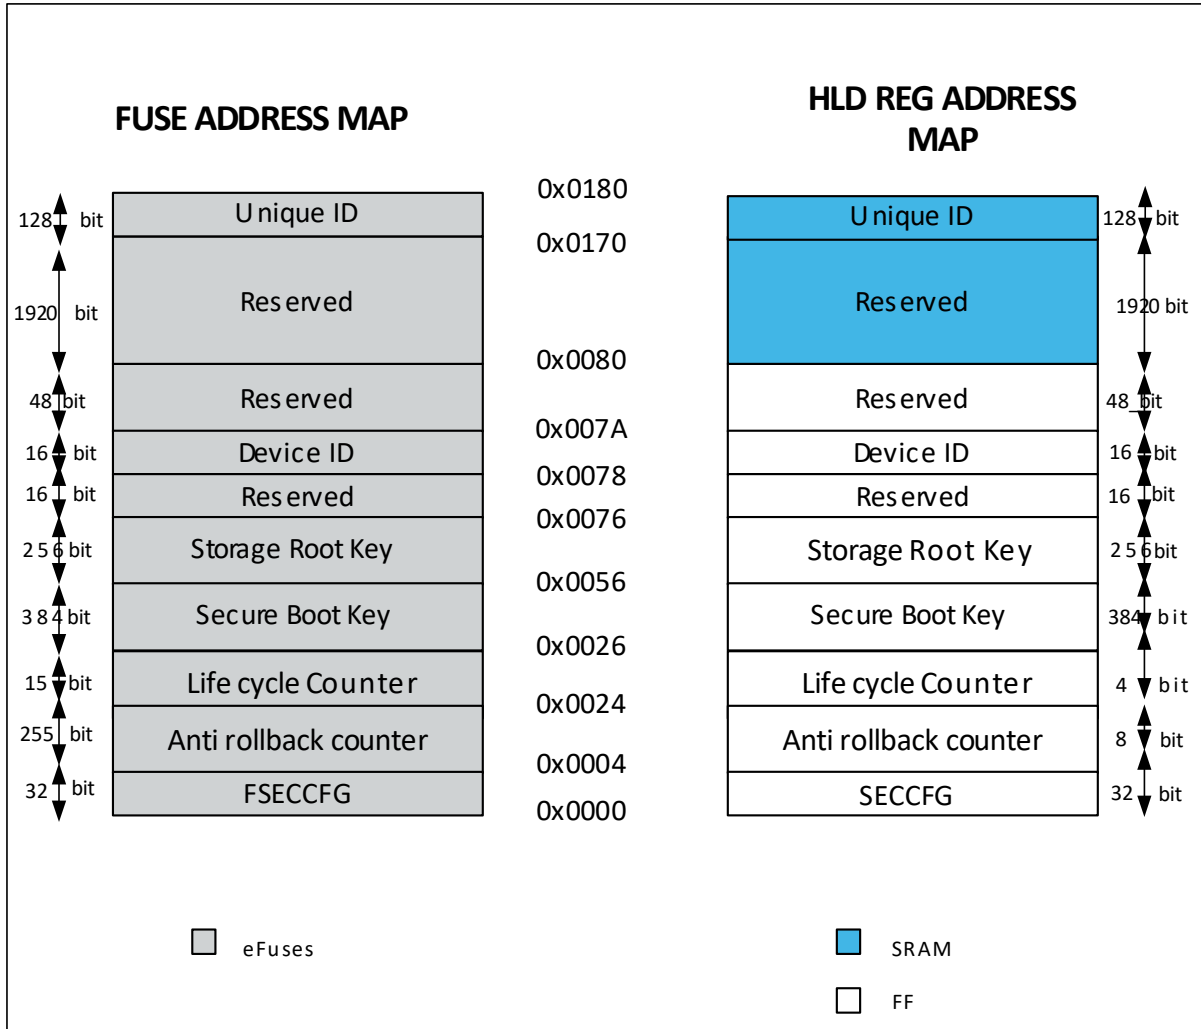 FUSE ADDRESS MAP
HLD REG ADDRESS
MAP
0x0180
128 bit
Unique ID
Unique ID
128 bit
0x0170
1920 bit
Reserved
Reserved
1920 bit
0x0080
48 bit
Reserved
Reserved
48_bit
0x007A
16 bit
Device ID
Device ID
16 bit
0x0078
16 bit
Reserved
Reserved
16 bit
0x0076
256 bit
Storage Root Key
Storage Root Key
256 bit
0x0056
384 bit
Secure Boot Key
Secure Boot Key
384 bit
0x0026
15 bit
Life cycle Counter
Life cycle Counter
4 bit
0x0024
255 bit
Anti rollback counter
Anti rollback counter
8 bit
0x0004
32 bit
FSECCFG
SECCFG
32 bit
0x0000
eFuses
SRAM
FF